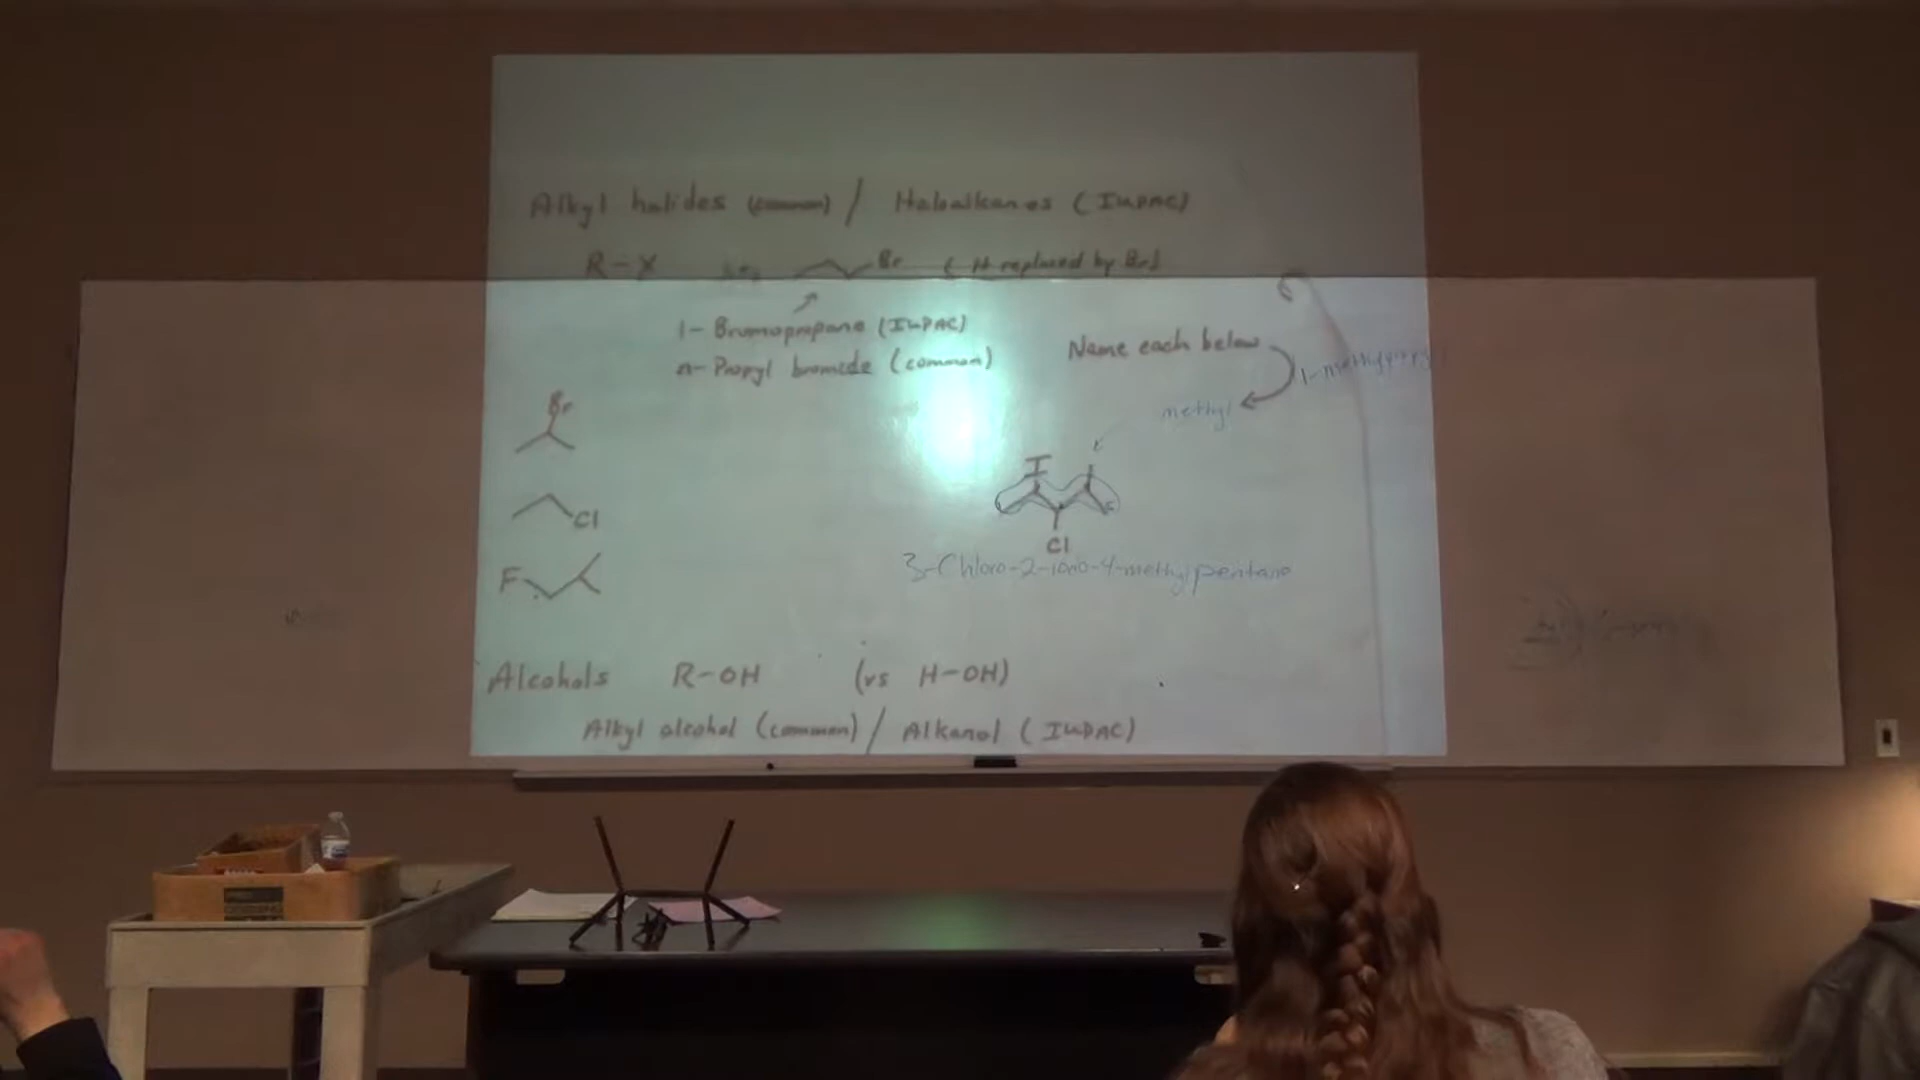 Alkyl halides (common) / Haloalkanes (IUPAC)
R-X Br (H replaced by Br)
1- Bromopropane (IUPAC)
n- Propyl bromide (common)
Name each below
methyl
Br
I
Cl
Cl
3-Chloro-2-iono-4-methylpentane
F
Alcohols R-OH (vs H-OH)
Alkyl alcohol (common) / Alkanol (IUPAC)